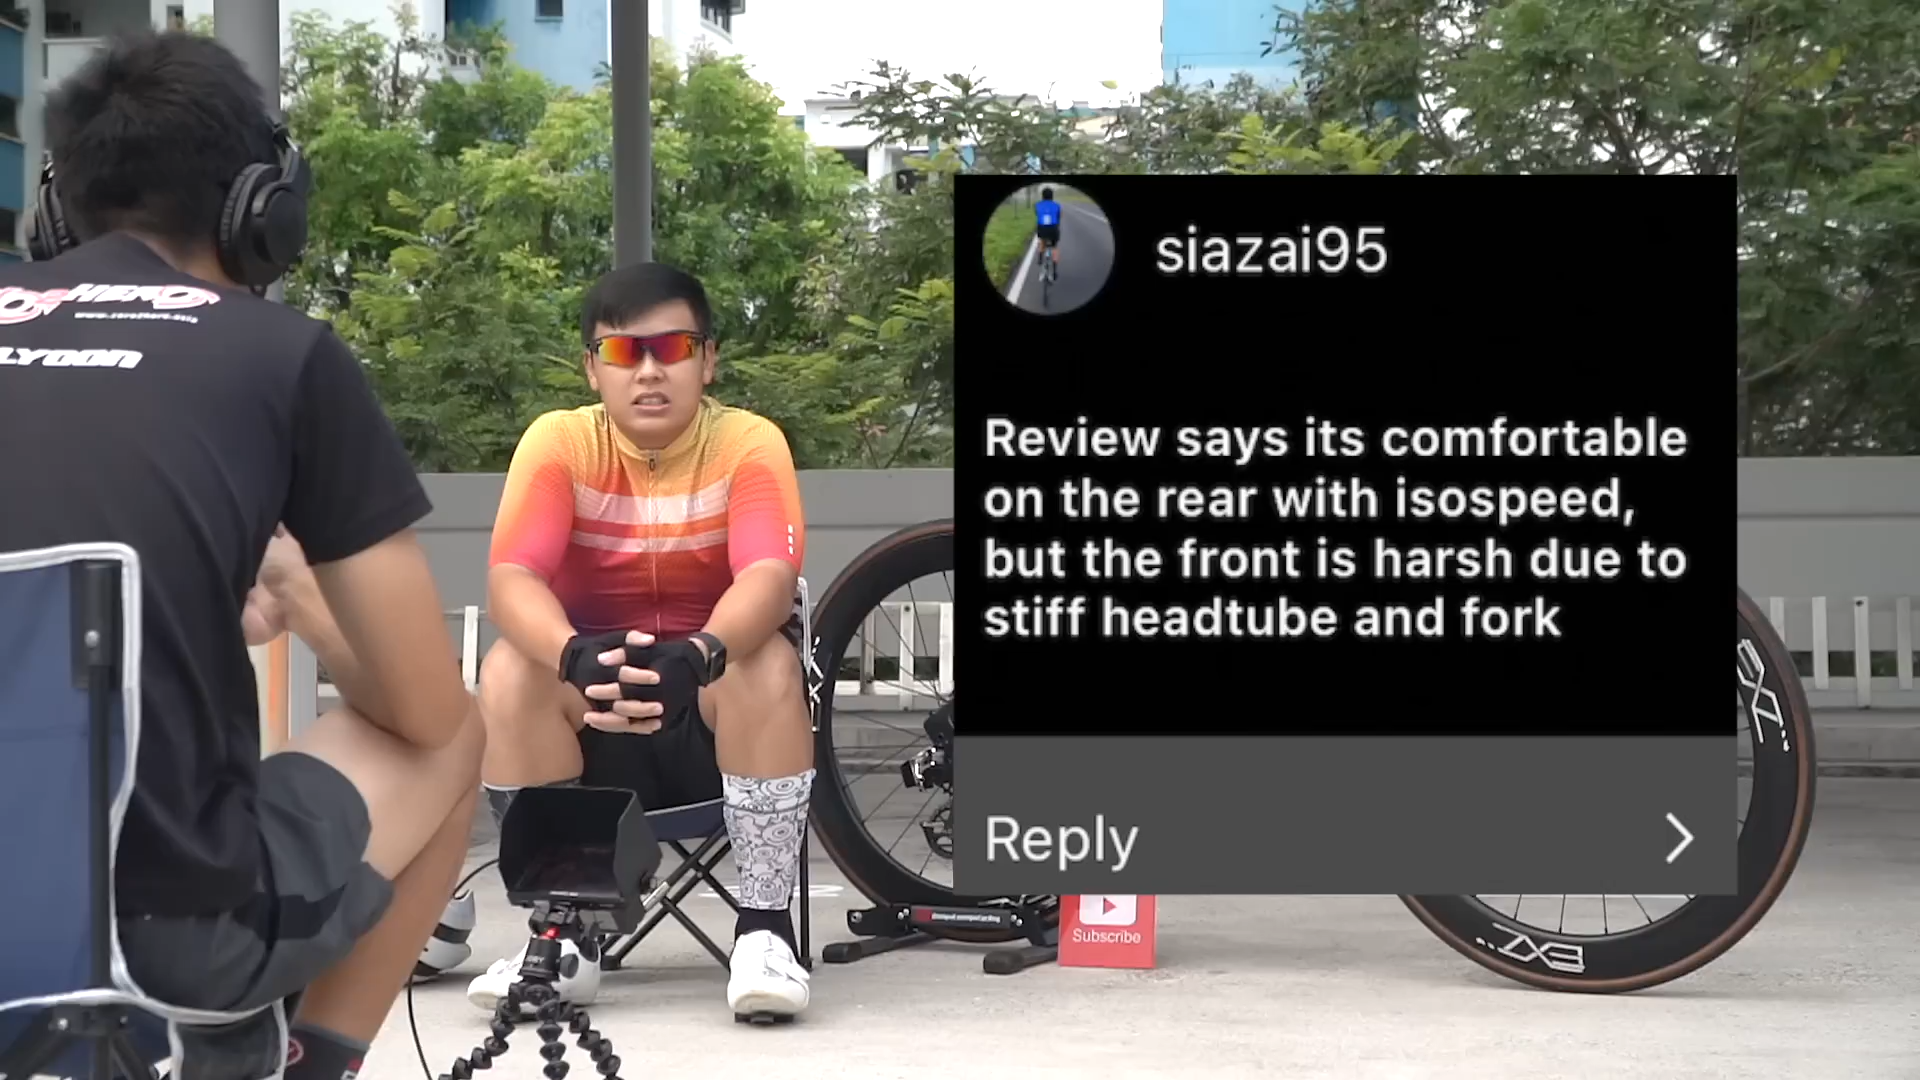 siazai95
Review says its comfortable
on the rear with isospeed,
but the front is harsh due to
stiff headtube and fork
Reply
Subscribe
EXZ